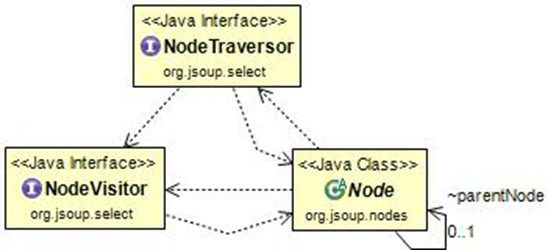 <<Java Interface>>
I NodeTraversor
org.jsoup.select
<<Java Interface>>
I NodeVisitor
org.jsoup.select
<<Java Class>>
C A Node
org.jsoup.nodes
~parentNode
0..1